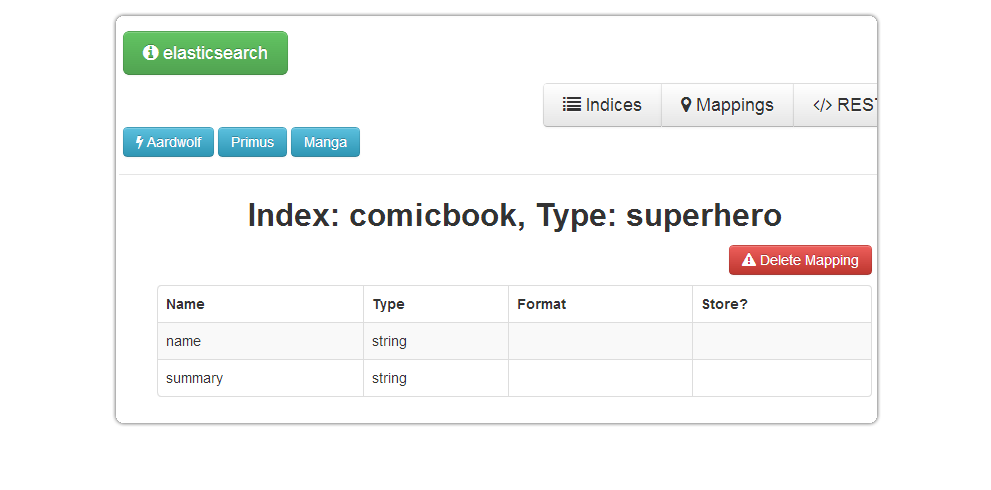 elasticsearch
Indices Mappings </> REST
Aardwolf Primus Manga
Index: comicbook, Type: superhero
Delete Mapping
Name Type Format Store?
name string
summary string